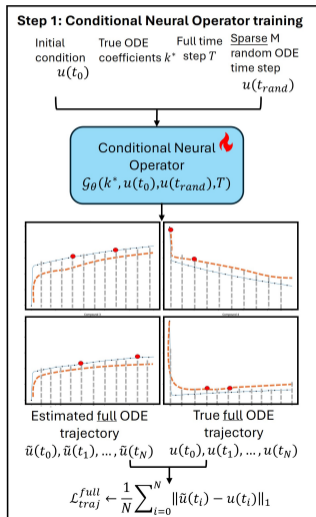 Step 1: Conditional Neural Operator training
Initial condition u(t₀)
True ODE coefficients k*
Full time step T
Sparse M random ODE time step u(t_rand)
Conditional Neural
Operator
𝒢_θ(k*, u(t₀), u(t_rand), T)
Estimated full ODE trajectory
ũ(t₀), ũ(t₁), ..., ũ(t_N)
True full ODE trajectory
u(t₀), u(t₁), ..., u(t_N)
ℒ_traj^full ← 1/N ∑_{i=0}^{N} ‖ũ(t_i) − u(t_i)‖₁